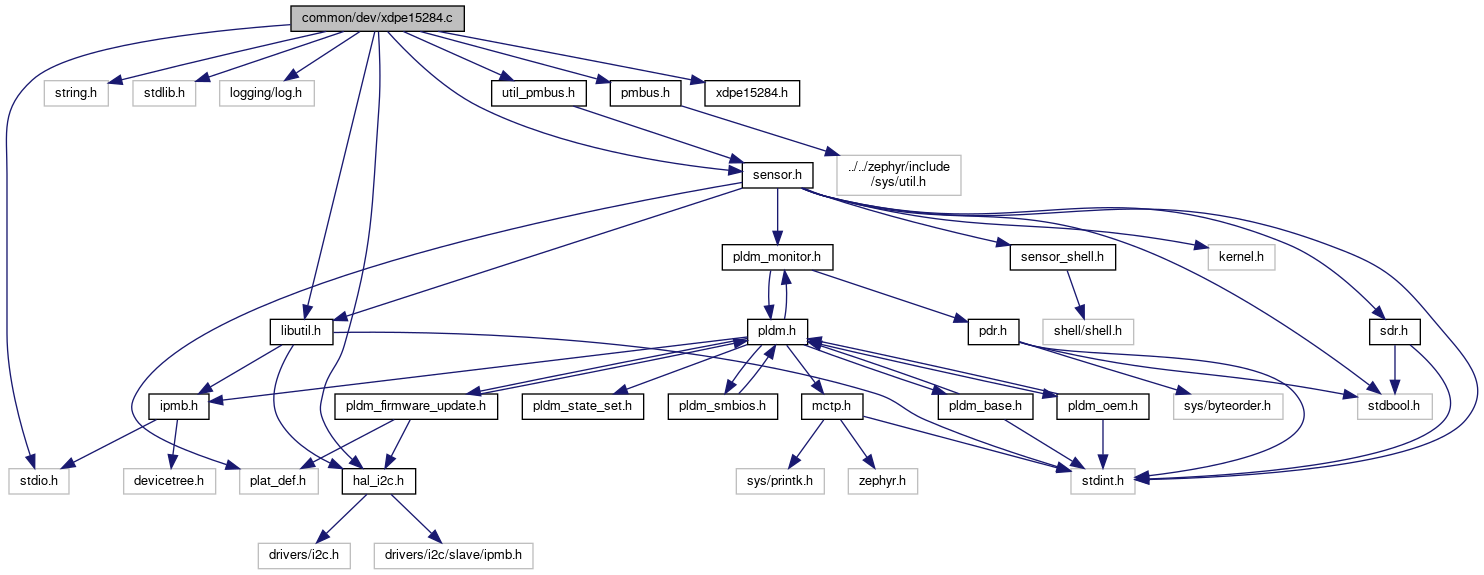 common/dev/xdpe15284.c
string.h
stdlib.h
logging/log.h
util_pmbus.h
pmbus.h
xdpe15284.h
sensor.h
../../zephyr/include
/sys/util.h
pldm_monitor.h
sensor_shell.h
kernel.h
libutil.h
pldm.h
pdr.h
shell/shell.h
sdr.h
ipmb.h
pldm_firmware_update.h
pldm_state_set.h
pldm_smbios.h
mctp.h
pldm_base.h
pldm_oem.h
sys/byteorder.h
stdbool.h
stdio.h
devicetree.h
plat_def.h
hal_i2c.h
sys/printk.h
zephyr.h
stdint.h
drivers/i2c.h
drivers/i2c/slave/ipmb.h